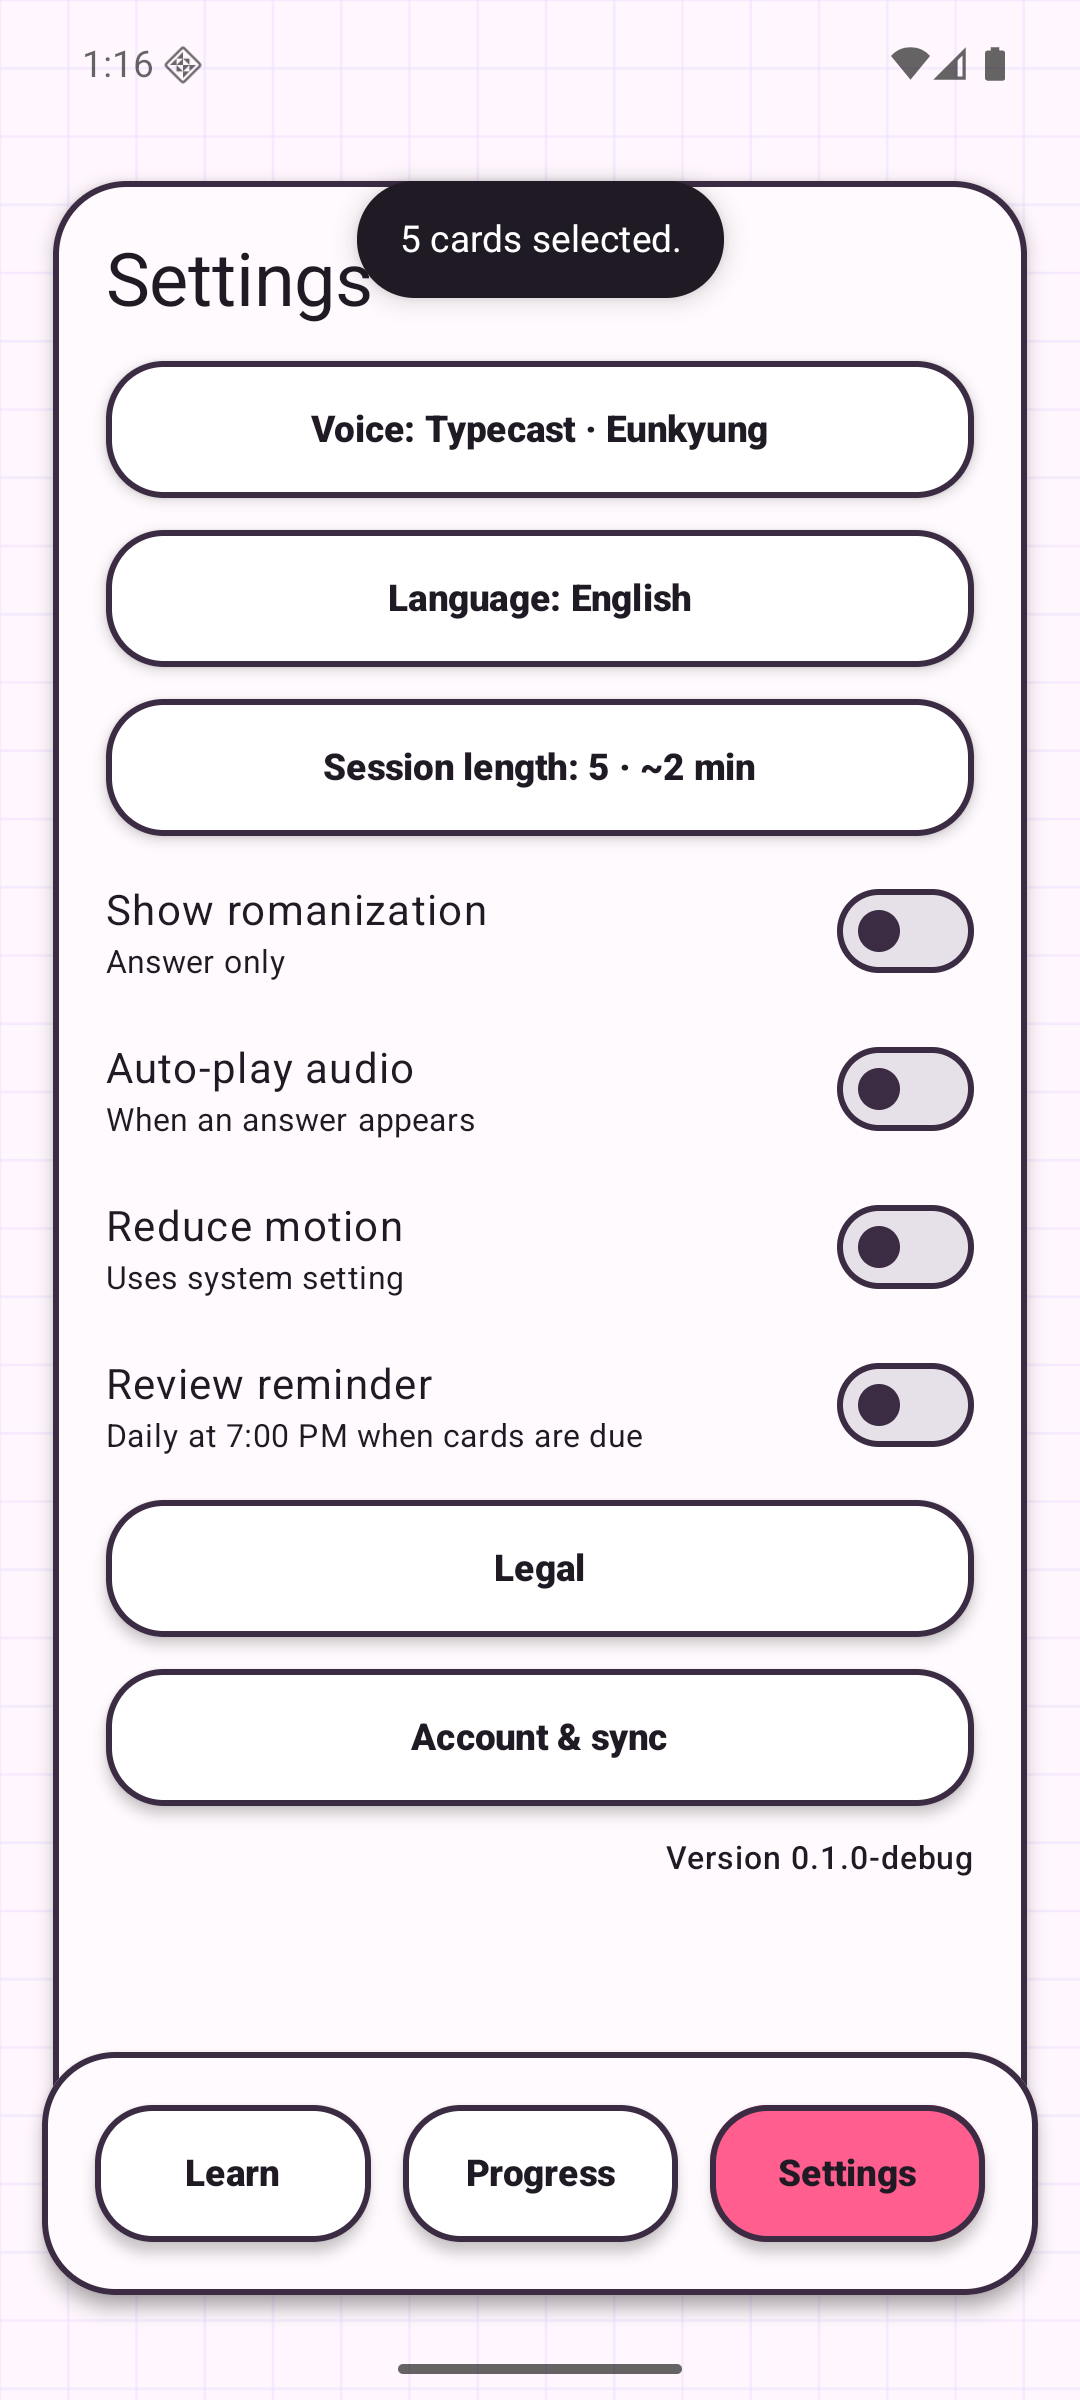 1:16
5 cards selected.
Settings
Voice: Typecast · Eunkyung
Language: English
Session length: 5 · ~2 min
Show romanization
Answer only
Auto-play audio
When an answer appears
Reduce motion
Uses system setting
Review reminder
Daily at 7:00 PM when cards are due
Legal
Account & sync
Version 0.1.0-debug
Learn
Progress
Settings